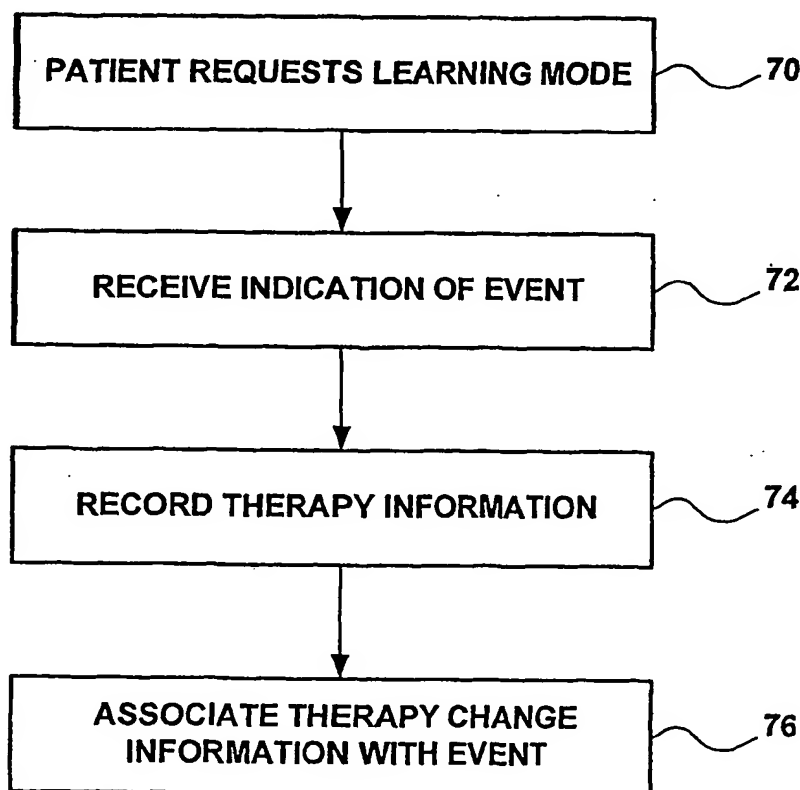 PATIENT REQUESTS LEARNING MODE
70
RECEIVE INDICATION OF EVENT
72
RECORD THERAPY INFORMATION
74
ASSOCIATE THERAPY CHANGE
INFORMATION WITH EVENT
76